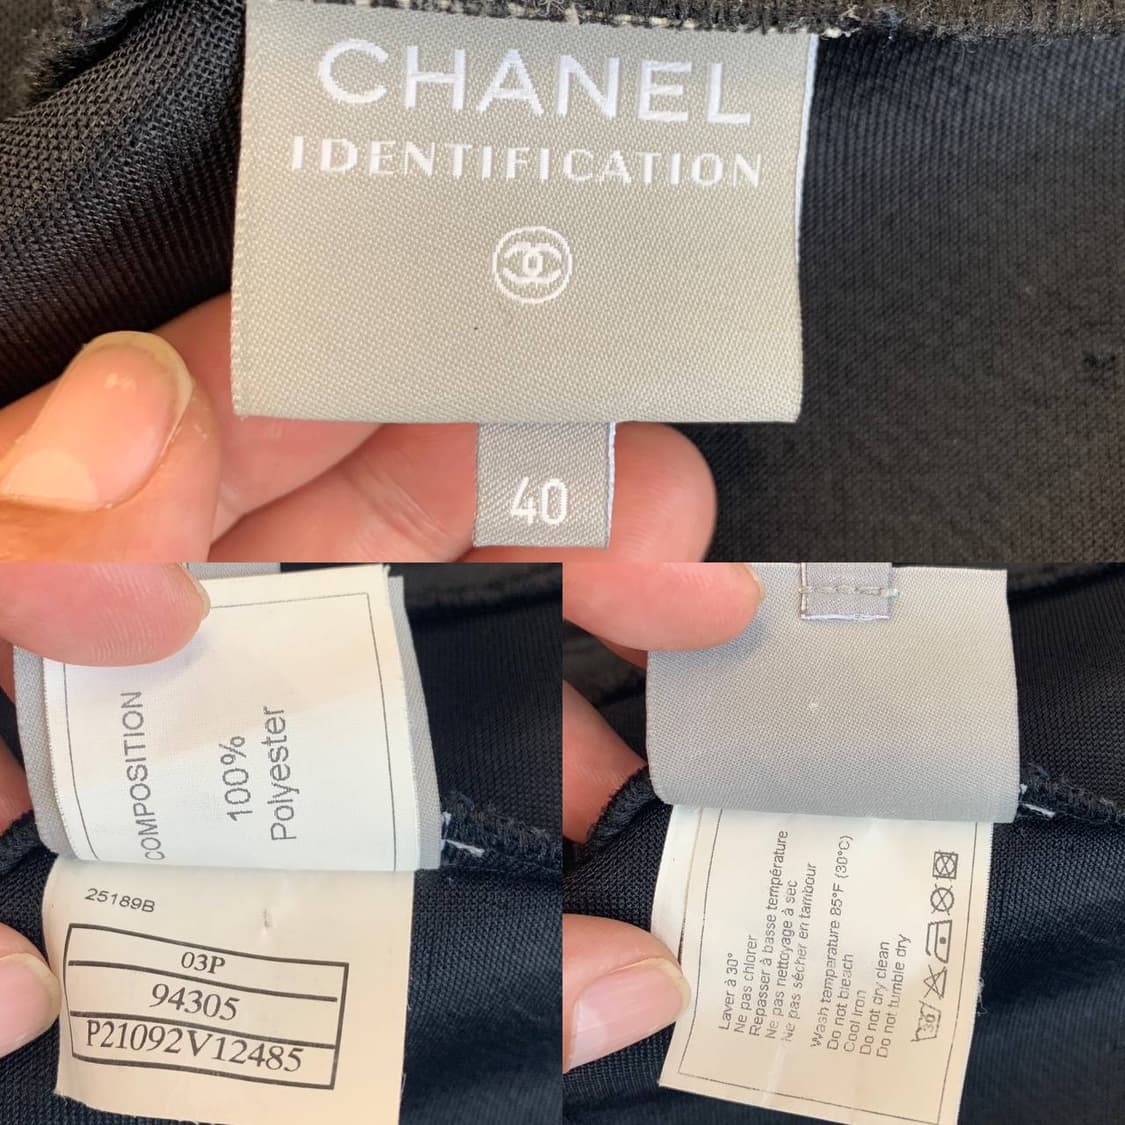 CHANEL
IDENTIFICATION
40
COMPOSITION
100%
Polyester
25189B
03P
94305
P21092V12485
Laver à 30°
Ne pas chlorer
Repasser à basse température
Ne pas nettoyage à sec
Ne pas sécher en tambour
Wash temperature 85°F (30°C)
Do not bleach
Cool Iron
Do not dry clean
Do not tumble dry
30°